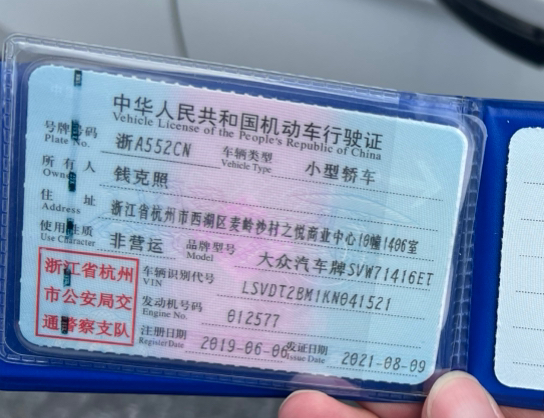 中华人民共和国机动车行驶证
Vehicle License of the People's Republic of China
号牌号码 浙A552CN 车辆类型 小型轿车
Plate No. Vehicle Type
所有人 钱克照
Owner
住址 浙江省杭州市西湖区麦岭沙村之悦商业中心10幢1406室
Address
使用性质 非营运 品牌型号 大众汽车牌SVW71416ET
Use Character Model
浙江省杭州
市公安局交
通警察支队
车辆识别代号 LSVDT2BM1KN041521
VIN
发动机号码 012577
Engine No.
注册日期 2019-06-06 发证日期 2021-08-09
Register Date Issue Date